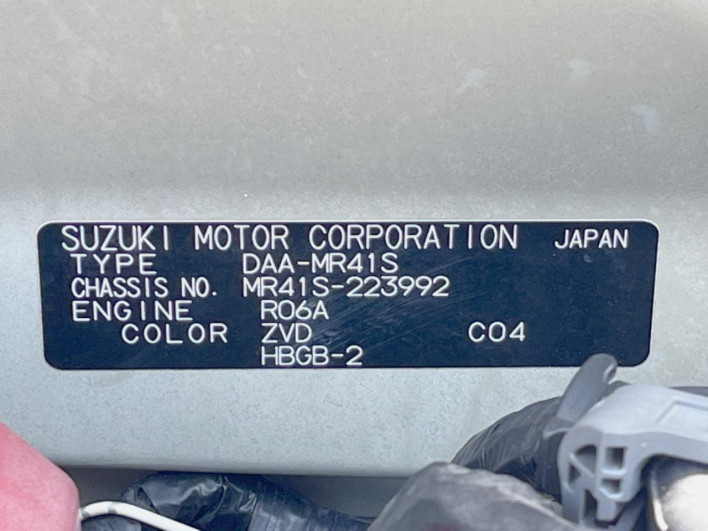 SUZUKI MOTOR CORPORATION JAPAN
TYPE DAA-MR41S
CHASSIS NO. MR41S-223992
ENGINE R06A
COLOR ZVD C04
HBGB-2